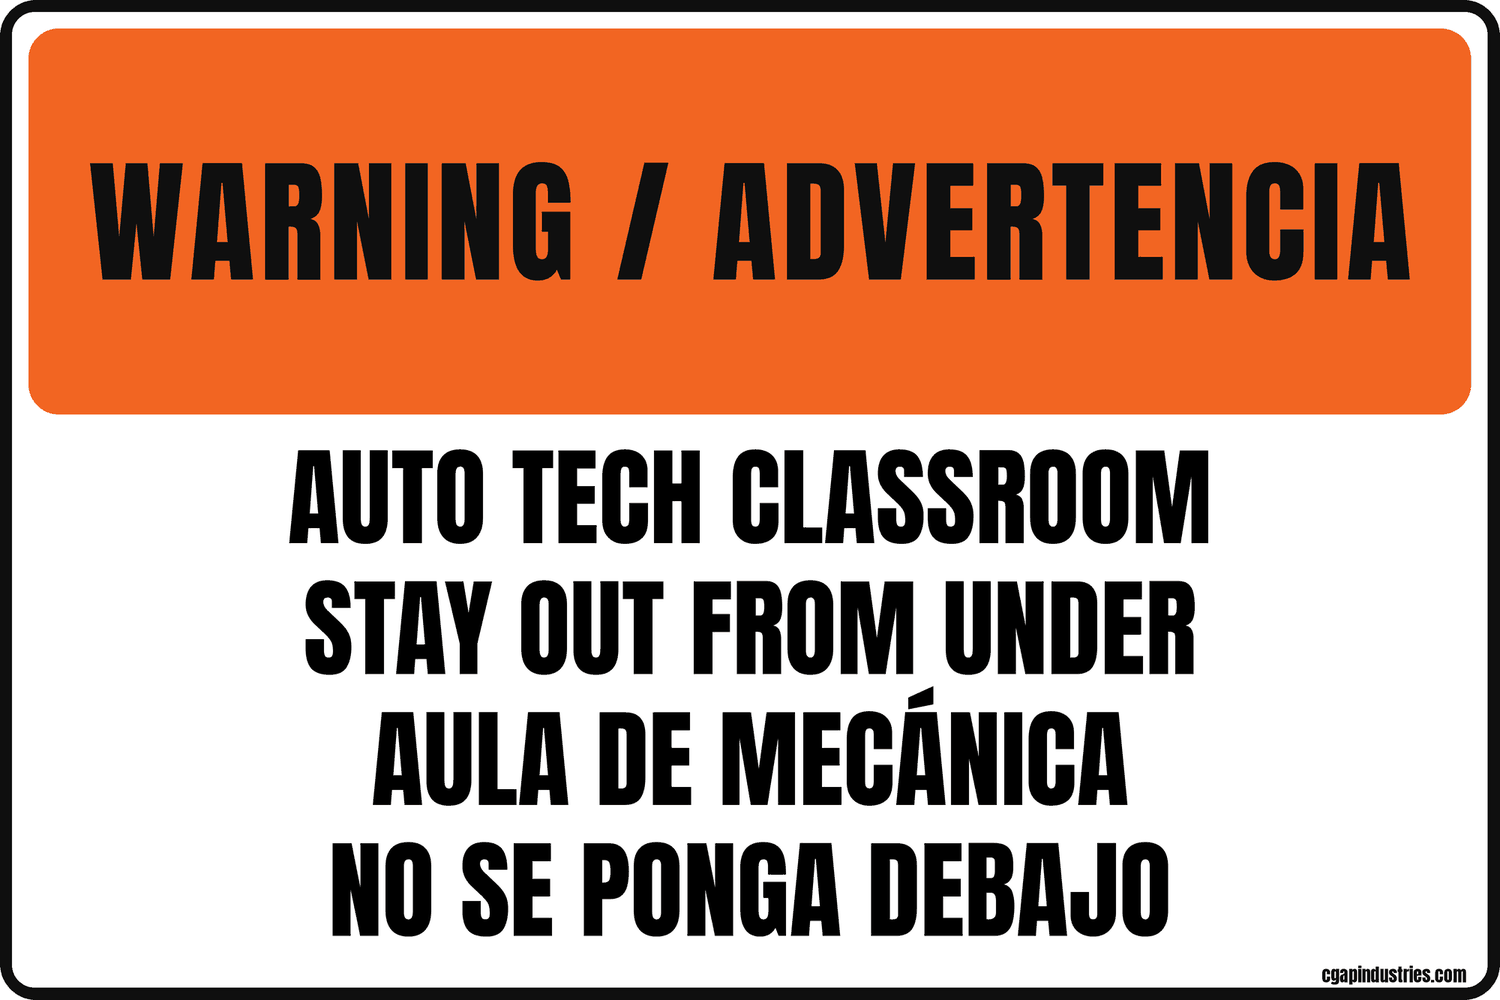 WARNING / ADVERTENCIA
AUTO TECH CLASSROOM
STAY OUT FROM UNDER
AULA DE MECÁNICA
NO SE PONGA DEBAJO
cgapindustries.com